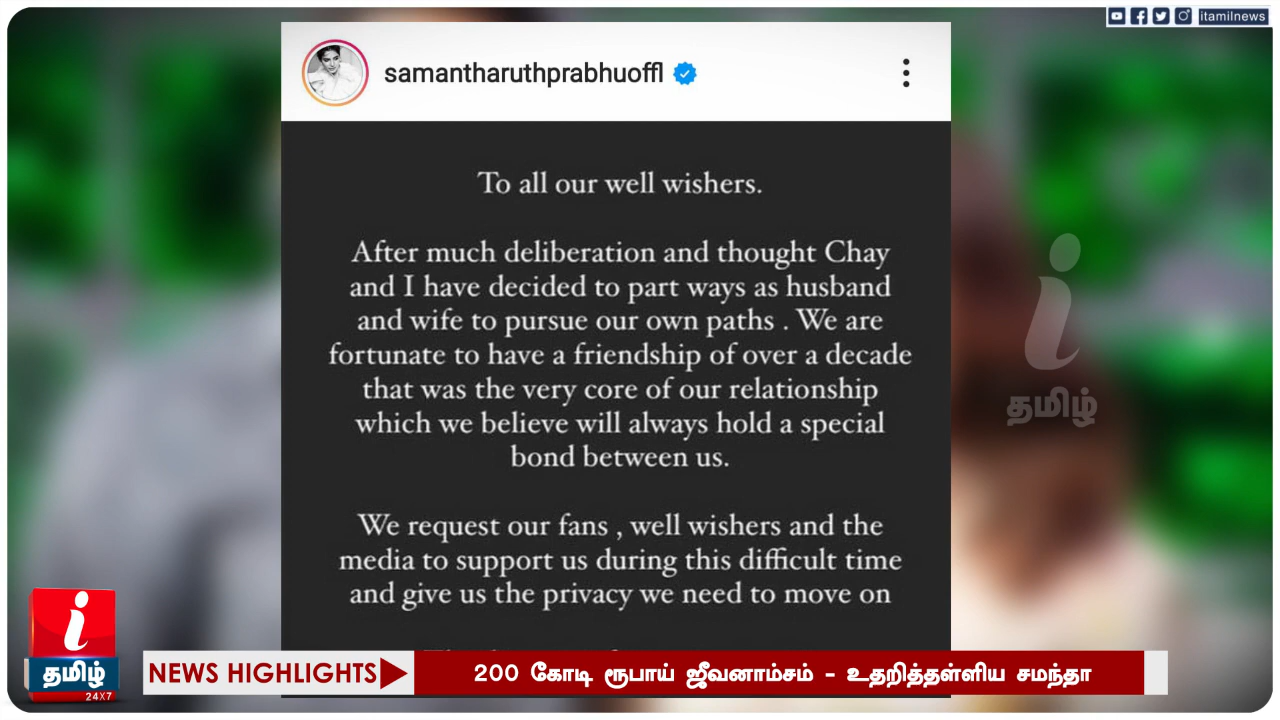 itamilnews
samantharuthprabhuoffl
To all our well wishers.
After much deliberation and thought Chay
and I have decided to part ways as husband
and wife to pursue our own paths . We are
fortunate to have a friendship of over a decade
that was the very core of our relationship
which we believe will always hold a special
bond between us.
We request our fans , well wishers and the
media to support us during this difficult time
and give us the privacy we need to move on
i
தமிழ்
i
தமிழ்
24X7
NEWS HIGHLIGHTS
200 கோடி ரூபாய் ஜீவனாம்சம் - உதறித்தள்ளிய சமந்தா